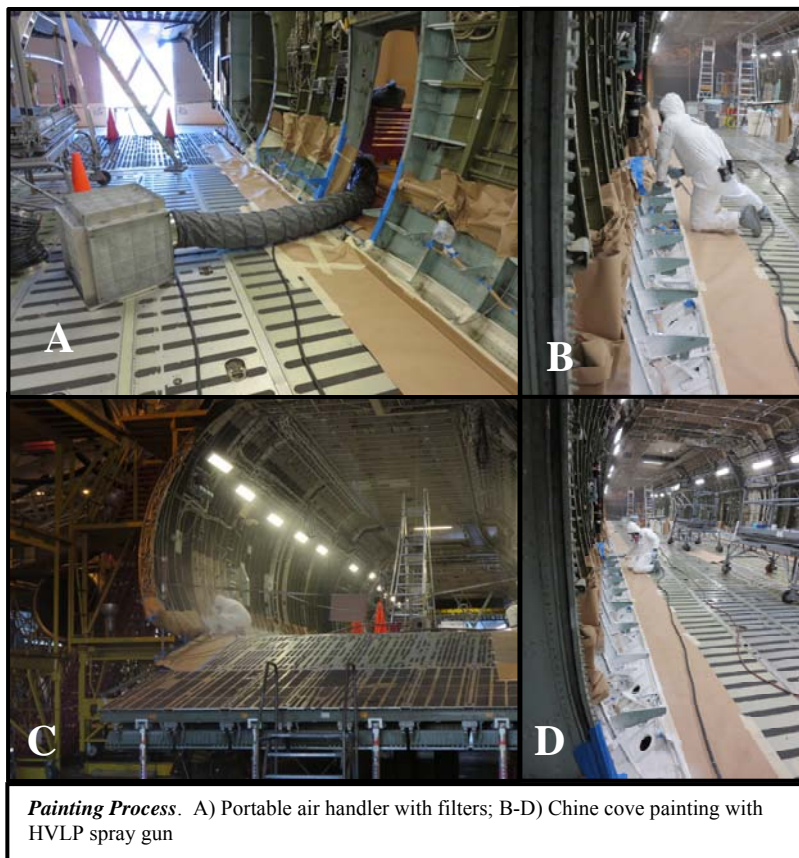 A
B
C
D
Painting Process. A) Portable air handler with filters; B-D) Chine cove painting with
HVLP spray gun